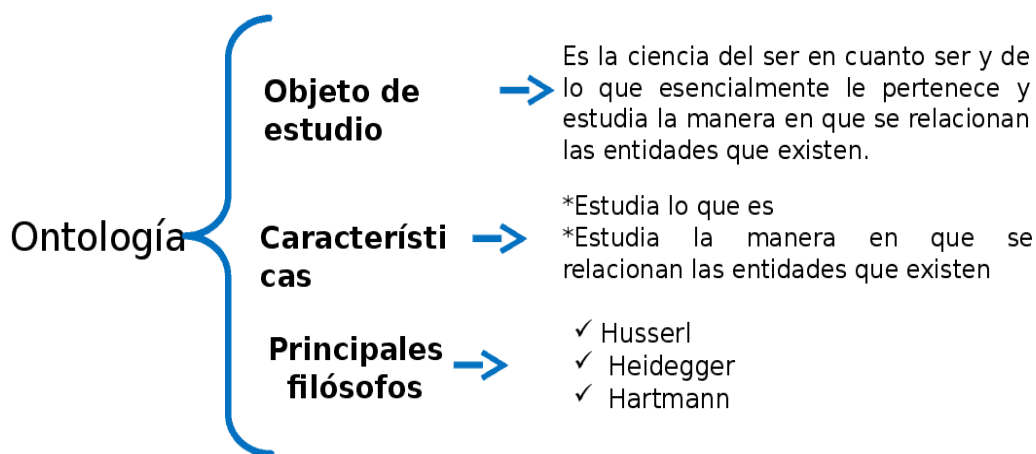 Ontología
Objeto de
estudio
Es la ciencia del ser en cuanto ser y de
lo que esencialmente le pertenece y
estudia la manera en que se relacionan
las entidades que existen.
Característi
cas
*Estudia lo que es
*Estudia la manera en que se
relacionan las entidades que existen
Principales
filósofos
✓ Husserl
✓ Heidegger
✓ Hartmann